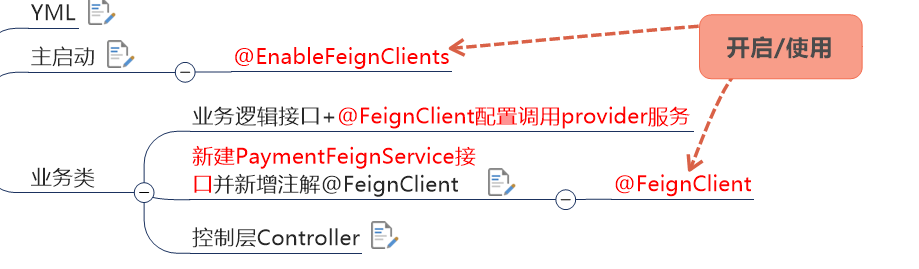 YML
主启动
@EnableFeignClients
开启/使用
业务逻辑接口+@FeignClient配置调用provider服务
新建PaymentFeignService接
口并新增注解@FeignClient
@FeignClient
业务类
控制层Controller